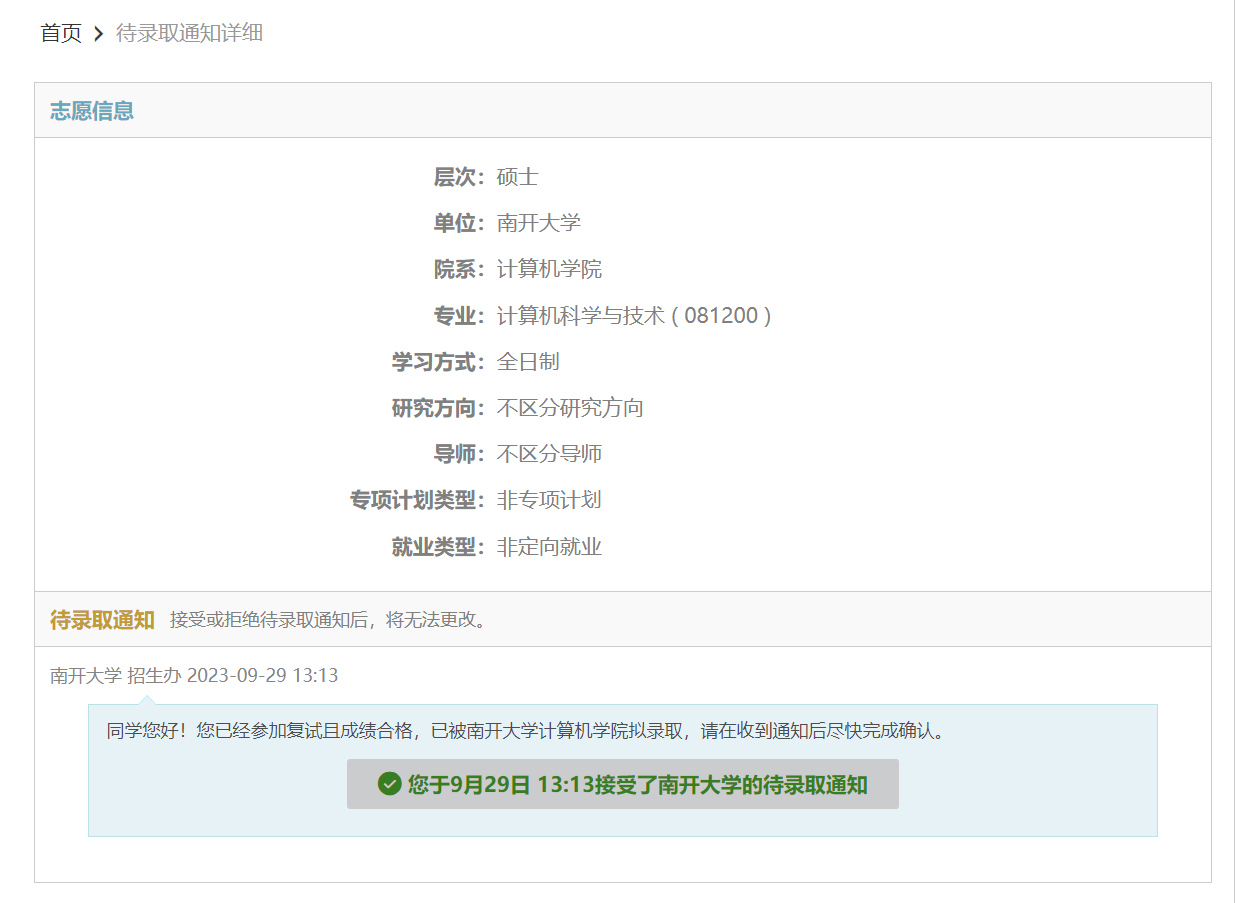 首页 > 待录取通知详细
志愿信息
层次：硕士
单位：南开大学
院系：计算机学院
专业：计算机科学与技术 ( 081200 )
学习方式：全日制
研究方向：不区分研究方向
导师：不区分导师
专项计划类型：非专项计划
就业类型：非定向就业
待录取通知 接受或拒绝待录取通知后，将无法更改。
南开大学 招生办 2023-09-29 13:13
同学您好！您已经参加复试且成绩合格，已被南开大学计算机学院拟录取，请在收到通知后尽快完成确认。
您于9月29日 13:13接受了南开大学的待录取通知